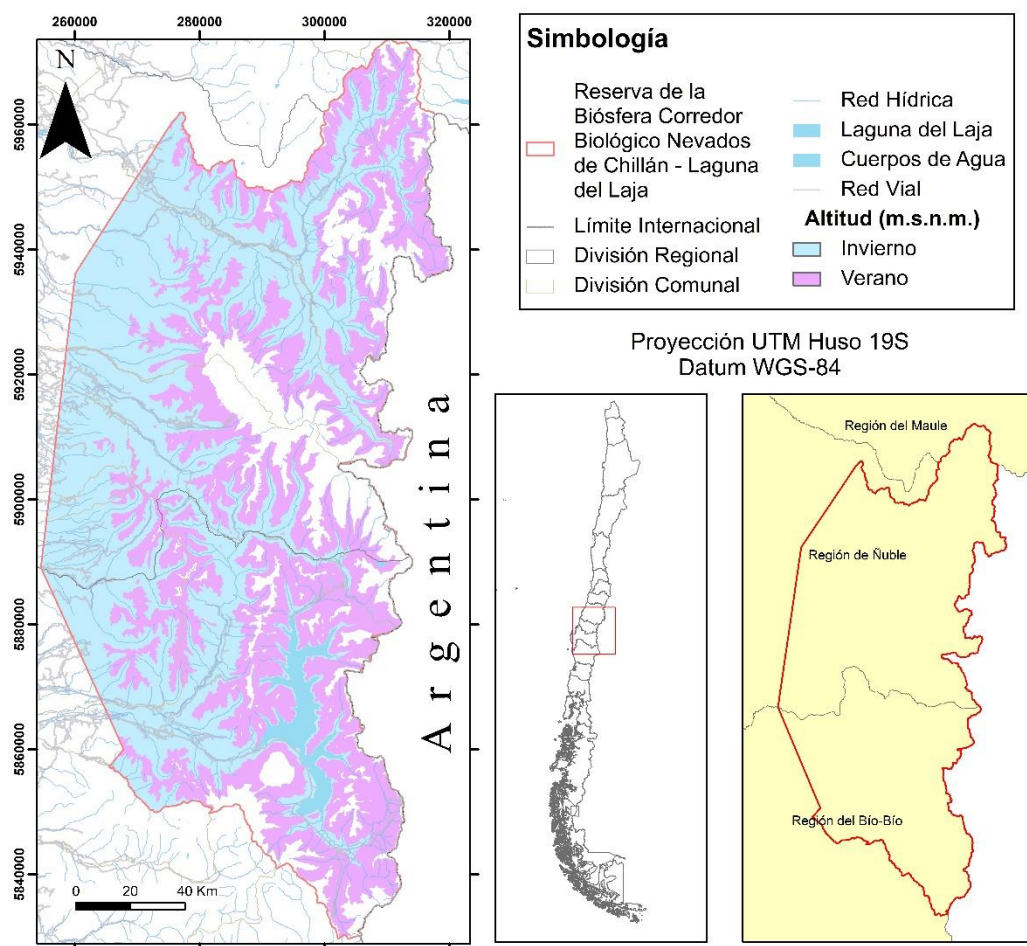 260000 280000 300000 320000
N
5960000
5940000
5920000
5900000
5880000
5860000
5840000
Argentina
0 20 40 Km
Simbología
Reserva de la
Biósfera Corredor
Biológico Nevados
de Chillán - Laguna
del Laja
Límite Internacional
División Regional
División Comunal
Red Hídrica
Laguna del Laja
Cuerpos de Agua
Red Vial
Altitud (m.s.n.m.)
Invierno
Verano
Proyección UTM Huso 19S
Datum WGS-84
Región del Maule
Región de Ñuble
Región del Bío-Bío